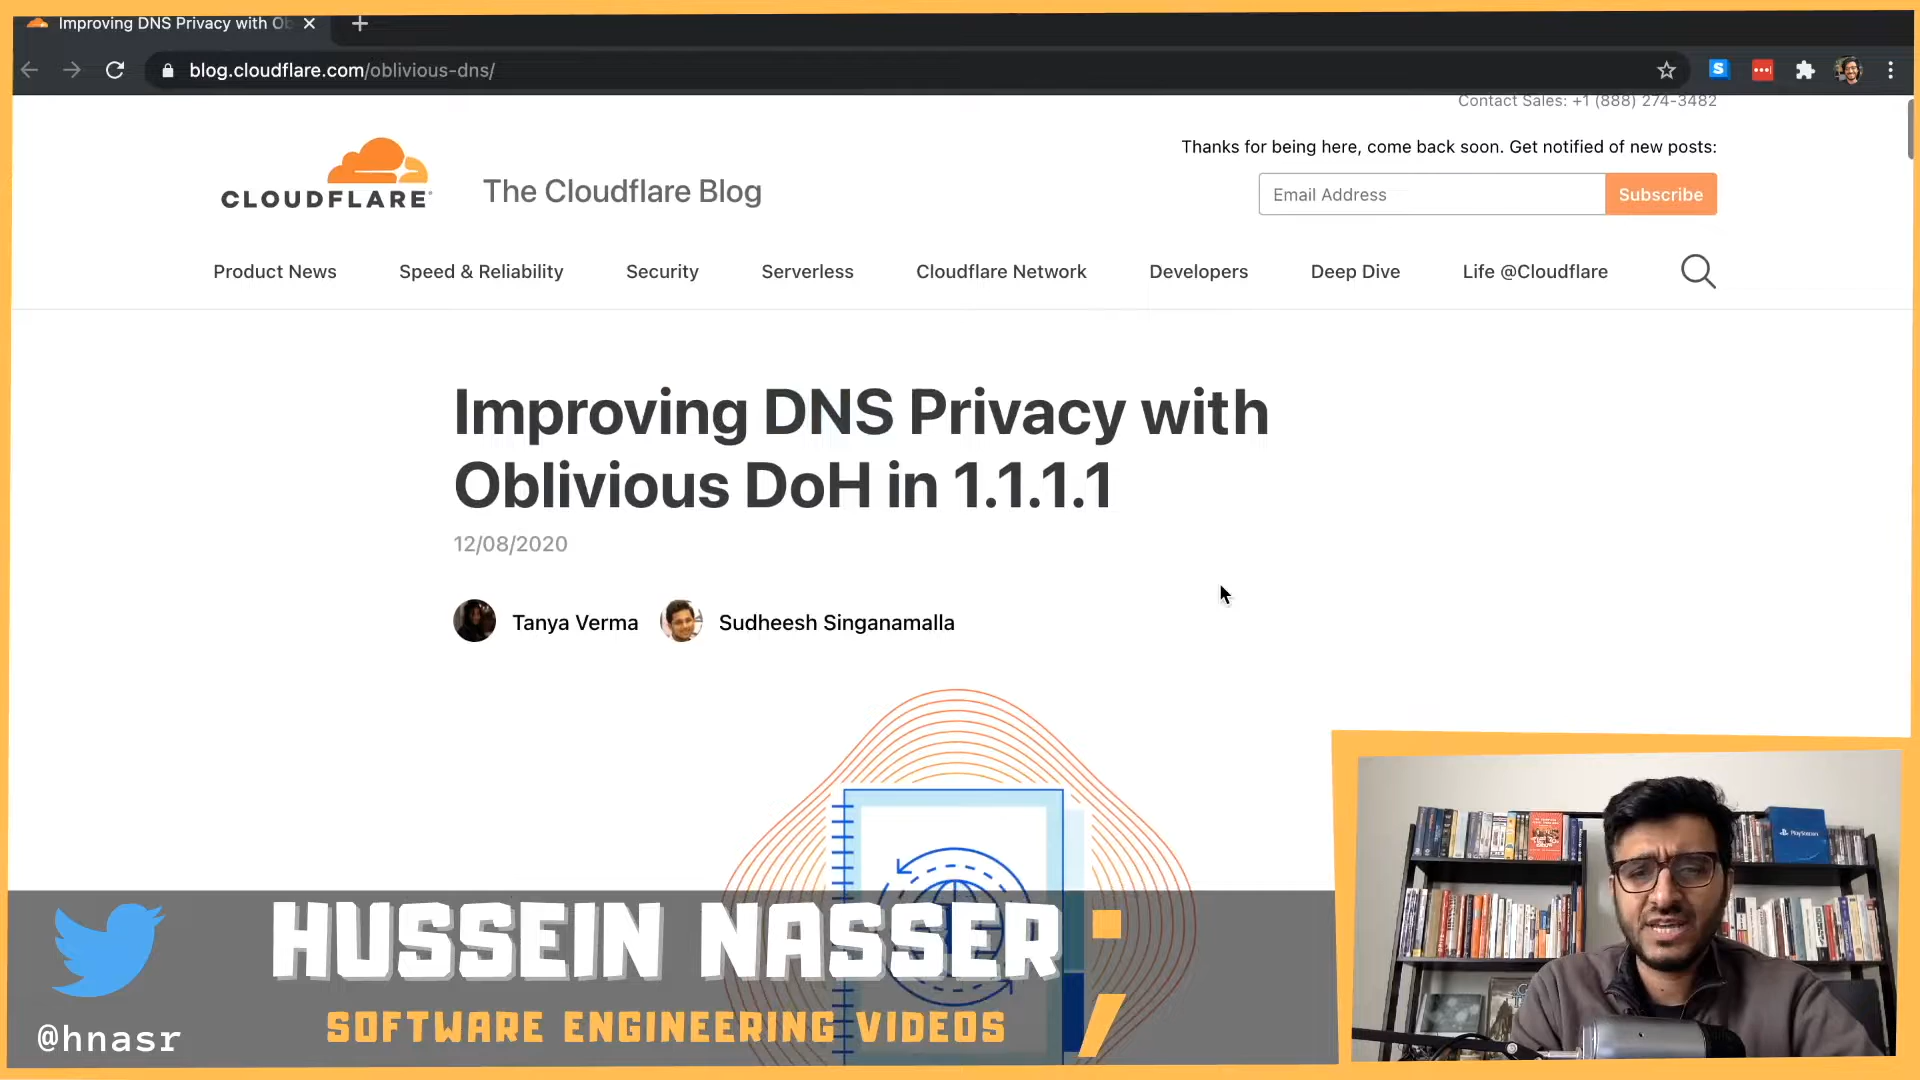 Improving DNS Privacy with Ob
blog.cloudflare.com/oblivious-dns/
Contact Sales: +1 (888) 274-3482
Thanks for being here, come back soon. Get notified of new posts:
CLOUDFLARE
The Cloudflare Blog
Email Address
Subscribe
Product News
Speed & Reliability
Security
Serverless
Cloudflare Network
Developers
Deep Dive
Life @Cloudflare
Improving DNS Privacy with
Oblivious DoH in 1.1.1.1
12/08/2020
Tanya Verma
Sudheesh Singanamalla
HUSSEIN NASSER
SOFTWARE ENGINEERING VIDEOS
@hnasr
PlayStation